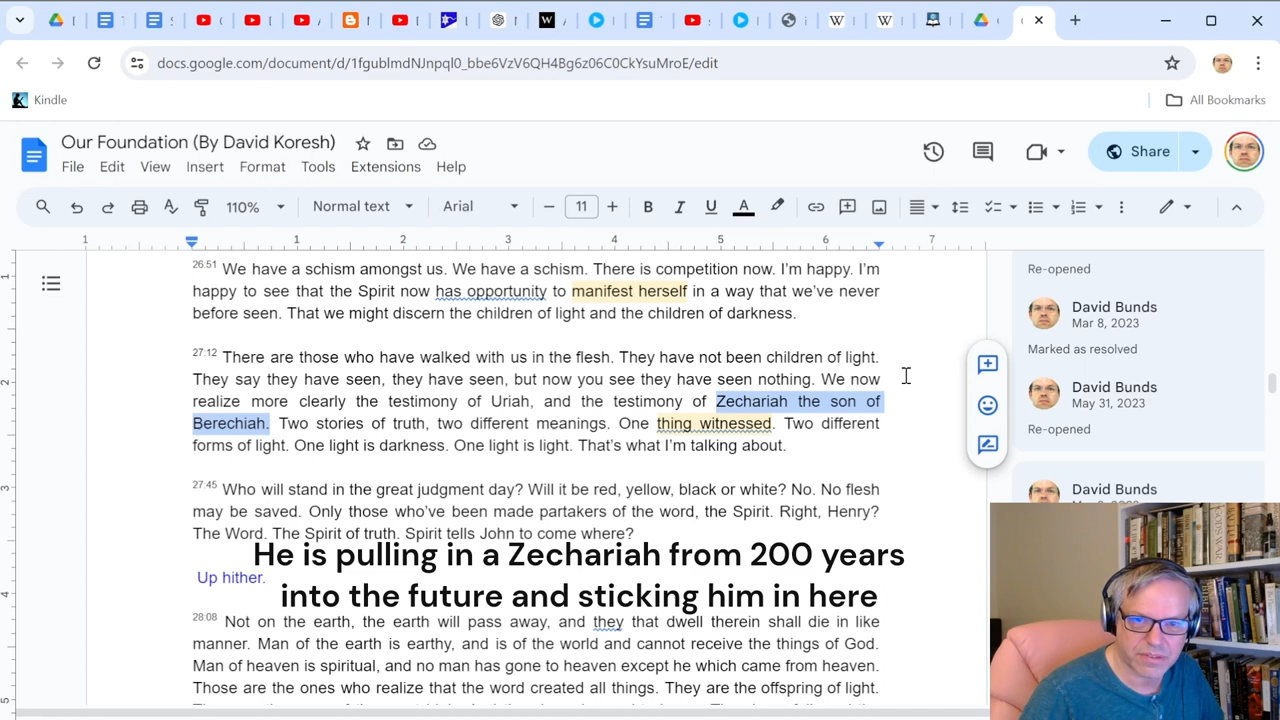 docs.google.com/document/d/1fgublmdNJnpql0_bbe6VzV6QH4Bg6z06C0CkYsuMroE/edit
Kindle
All Bookmarks
Our Foundation (By David Koresh)
Share
File Edit View Insert Format Tools Extensions Help
110% Normal text Arial 11 B I U A
1 1 2 3 4 5 6 7
26:51 We have a schism amongst us. We have a schism. There is competition now. I'm happy. I'm
happy to see that the Spirit now has opportunity to manifest herself in a way that we've never
before seen. That we might discern the children of light and the children of darkness.
27:12 There are those who have walked with us in the flesh. They have not been children of light.
They say they have seen, they have seen, but now you see they have seen nothing. We now
realize more clearly the testimony of Uriah, and the testimony of Zechariah the son of
Berechiah. Two stories of truth, two different meanings. One thing witnessed. Two different
forms of light. One light is darkness. One light is light. That's what I'm talking about.
27:45 Who will stand in the great judgment day? Will it be red, yellow, black or white? No. No flesh
may be saved. Only those who've been made partakers of the word, the Spirit. Right, Henry?
The Word. The Spirit of truth. Spirit tells John to come where?
He is pulling in a Zechariah from 200 years
into the future and sticking him in here
Up hither.
28:08 Not on the earth, the earth will pass away, and they that dwell therein shall die in like
manner. Man of the earth is earthy, and is of the world and cannot receive the things of God.
Man of heaven is spiritual, and no man has gone to heaven except he which came from heaven.
Those are the ones who realize that the word created all things. They are the offspring of light.
Re-opened
David Bunds
Mar 8, 2023
Marked as resolved
David Bunds
May 31, 2023
Re-opened
David Bunds